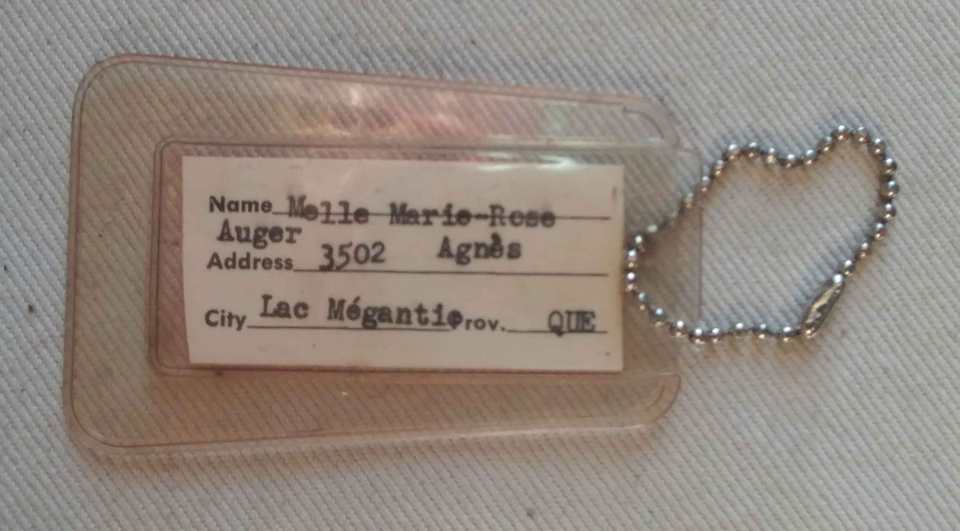 Name Melle Marie-Rose
Auger
Address 3502 Agnès
City Lac Mégantic Prov. QUE